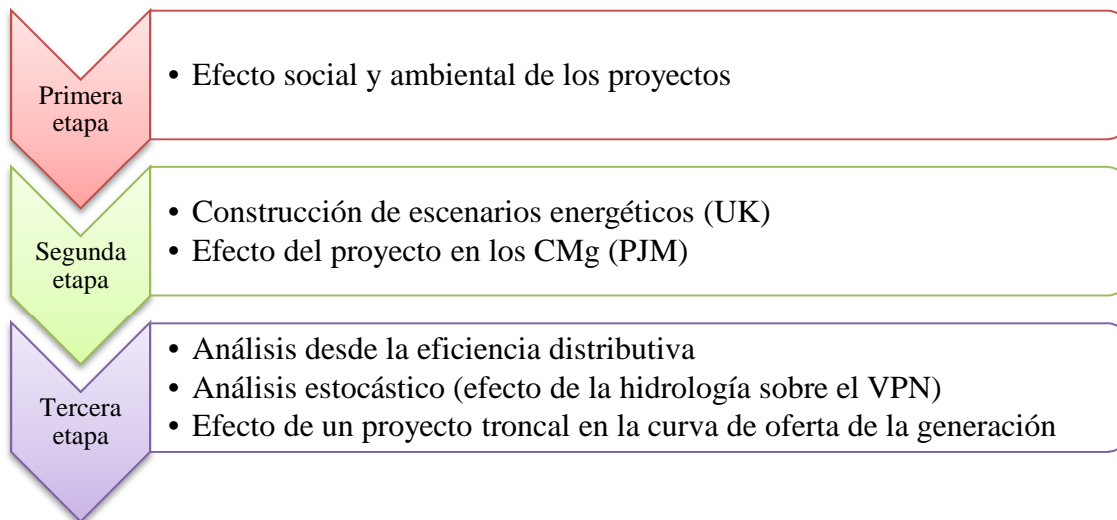 Primera
etapa
• Efecto social y ambiental de los proyectos
Segunda
etapa
• Construcción de escenarios energéticos (UK)
• Efecto del proyecto en los CMg (PJM)
Tercera
etapa
• Análisis desde la eficiencia distributiva
• Análisis estocástico (efecto de la hidrología sobre el VPN)
• Efecto de un proyecto troncal en la curva de oferta de la generación